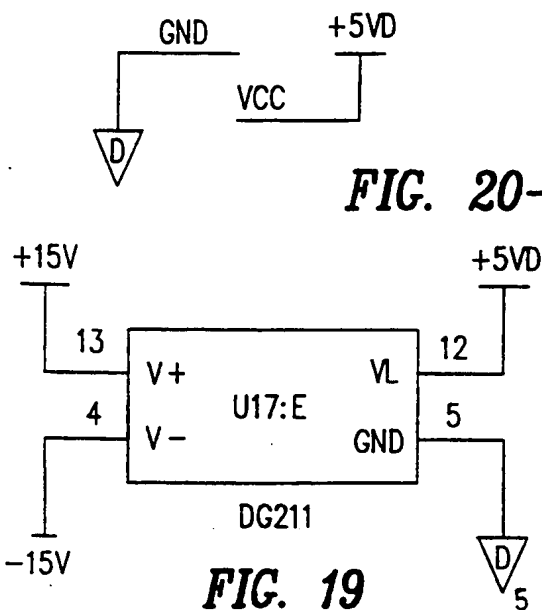 GND
+5VD
VCC
D
FIG. 20-
+15V
+5VD
13
V+
VL
12
U17:E
4
V-
GND
5
DG211
-15V
D
5
FIG. 19